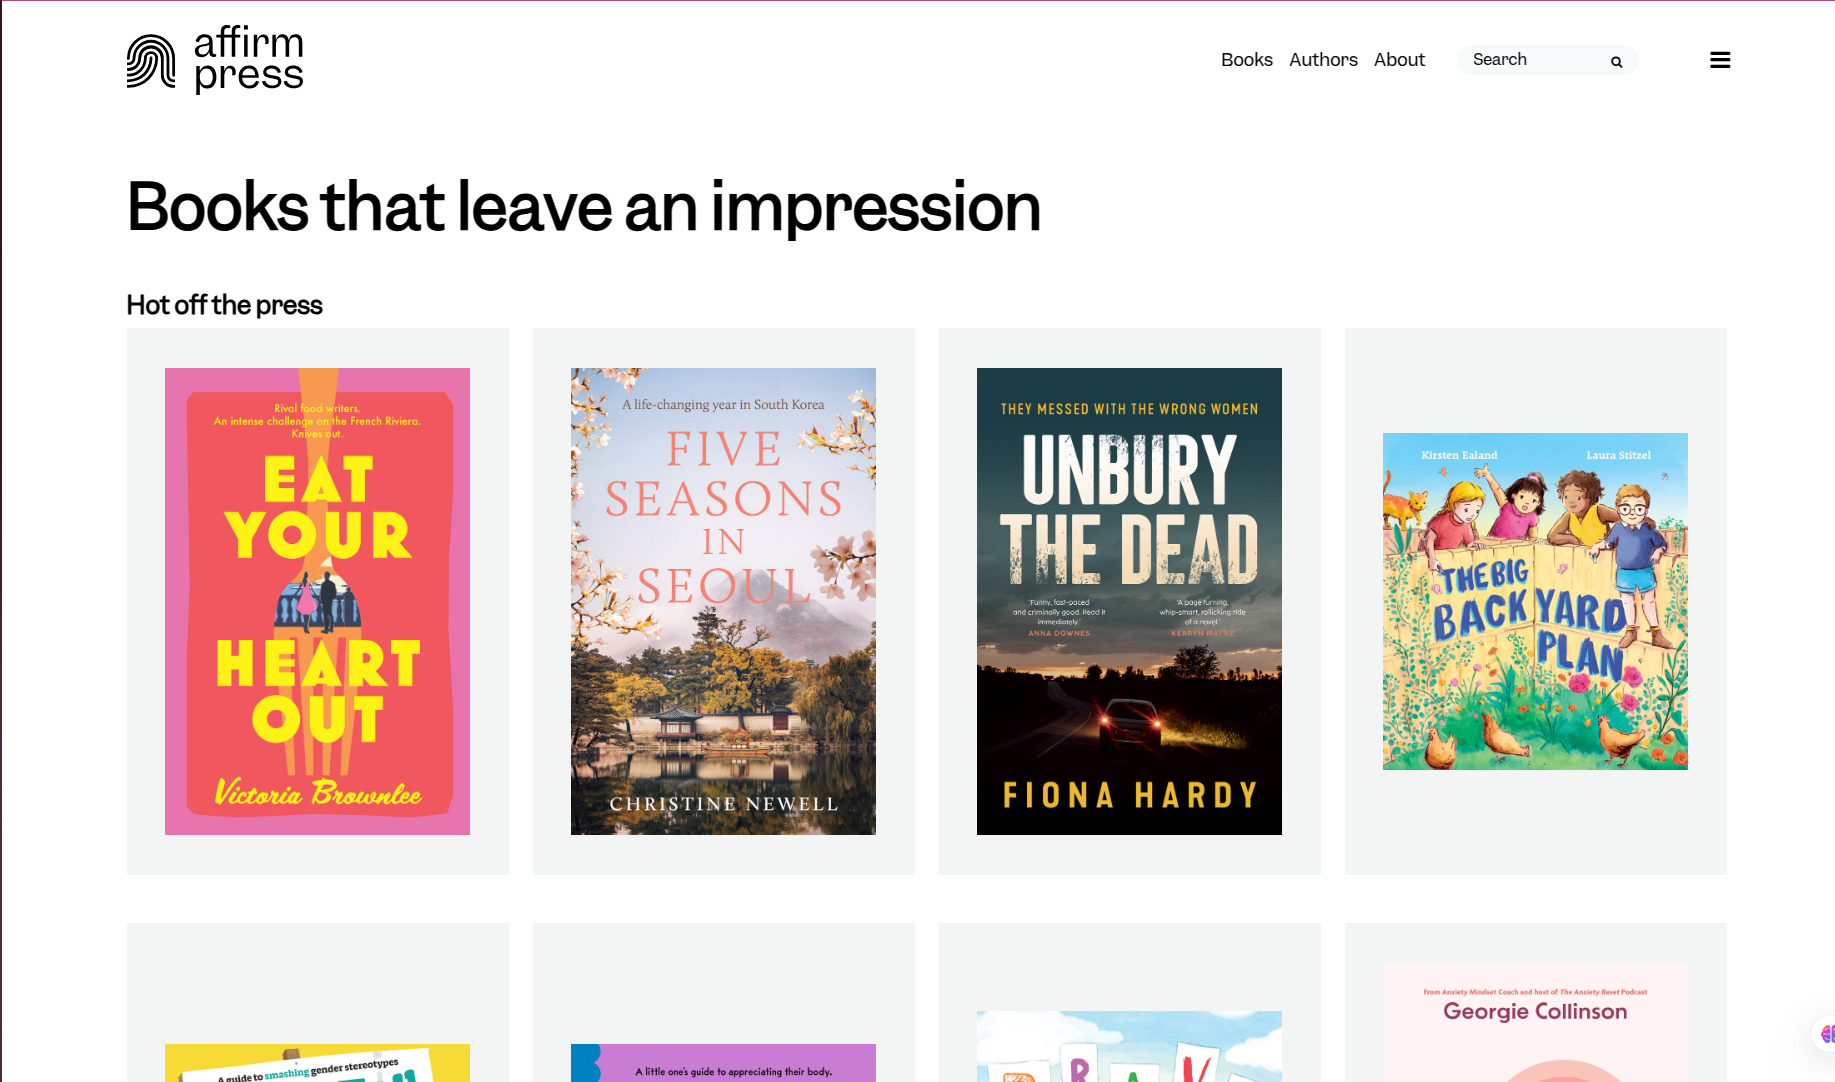 affirm
press
Books Authors About Search
Books that leave an impression
Hot off the press
Rival food writers.
An intense challenge on the French Riviera.
Knives out.
EAT
YOUR
HEART
OUT
Victoria Brownlee
A life-changing year in South Korea
FIVE
SEASONS
IN
SEOUL
CHRISTINE NEWELL
THEY MESSED WITH THE WRONG WOMEN
UNBURY
THE DEAD
'Funny, fast-paced
and criminally good. Read it
immediately.'
ANNA DOWNES
'A page turning,
whip-smart, rollicking ride
of a novel.'
KERRYN MAYNE
FIONA HARDY
Kirsten Ealand Laura Stitzel
THE BIG
BACKYARD
PLAN
A guide to smashing gender stereotypes
A little one's guide to appreciating their body.
From Anxiety Mindset Coach and host of The Anxiety Reset Podcast
Georgie Collinson